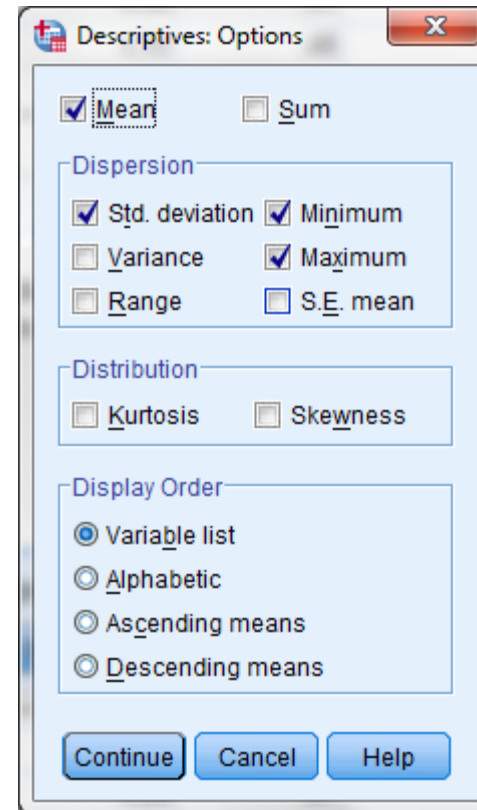 Descriptives: Options
Mean Sum
Dispersion
Std. deviation Minimum
Variance Maximum
Range S.E. mean
Distribution
Kurtosis Skewness
Display Order
Variable list
Alphabetic
Ascending means
Descending means
Continue Cancel Help